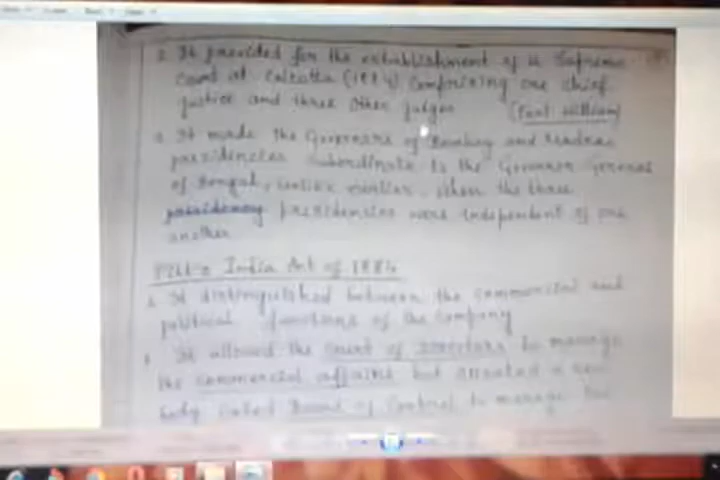 2. It provided for the establishment of a Supreme
Court at Calcutta (1774) comprising one chief
justice and three other judges (Fort William)
It made the Governors of Bombay and Madras
presidencies subordinate to the Governor General
of Bengal, unlike earlier, when the three
presidency presidencies were independent of one
another
Pitt's India Act of 1784
1. It distinguished between the commercial and
political functions of the Company
It allowed the Court of Directors to manage
the commercial affairs but created a new
body called Board of Control to manage